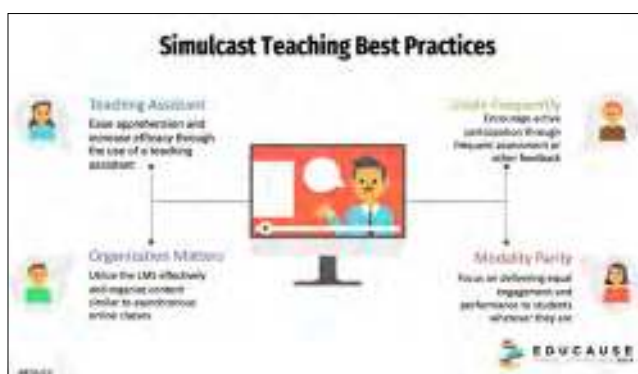 Simulcast Teaching Best Practices
Teaching Assistant
Ease apprehension and
increase efficacy through
the use of a teaching
assistant
Grade Frequently
Encourage active
participation through
frequent assessment or
other feedback
Organization Matters
Utilize the LMS effectively
and organize content
similar to asynchronous
online classes
Modality Parity
Focus on delivering equal
engagement and
performance to students
whatever they are
EDUCAUSE